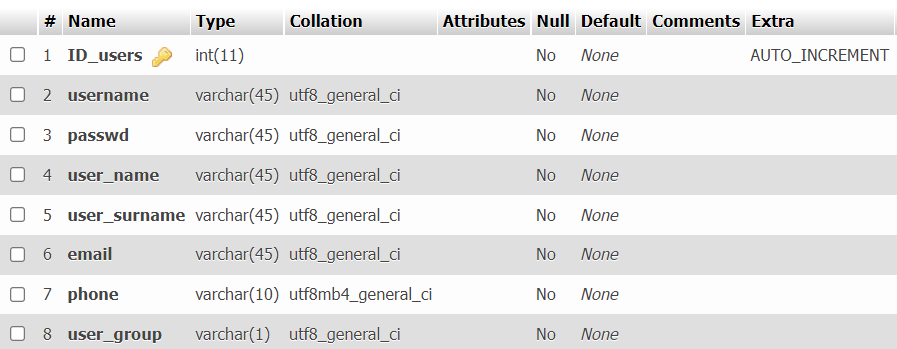 # Name Type Collation Attributes Null Default Comments Extra
1 ID_users int(11) No None AUTO_INCREMENT
2 username varchar(45) utf8_general_ci No None
3 passwd varchar(45) utf8_general_ci No None
4 user_name varchar(45) utf8_general_ci No None
5 user_surname varchar(45) utf8_general_ci No None
6 email varchar(45) utf8_general_ci No None
7 phone varchar(10) utf8mb4_general_ci No None
8 user_group varchar(1) utf8_general_ci No None